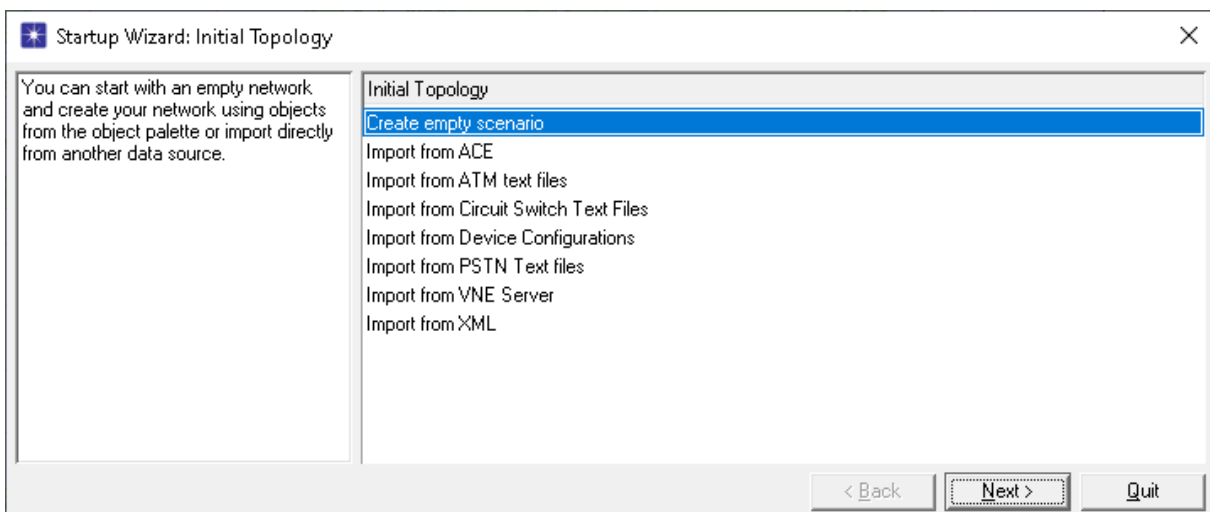 Startup Wizard: Initial Topology
You can start with an empty network
and create your network using objects
from the object palette or import directly
from another data source.
Initial Topology
Create empty scenario
Import from ACE
Import from ATM text files
Import from Circuit Switch Text Files
Import from Device Configurations
Import from PSTN Text files
Import from VNE Server
Import from XML
< Back
Next >
Quit